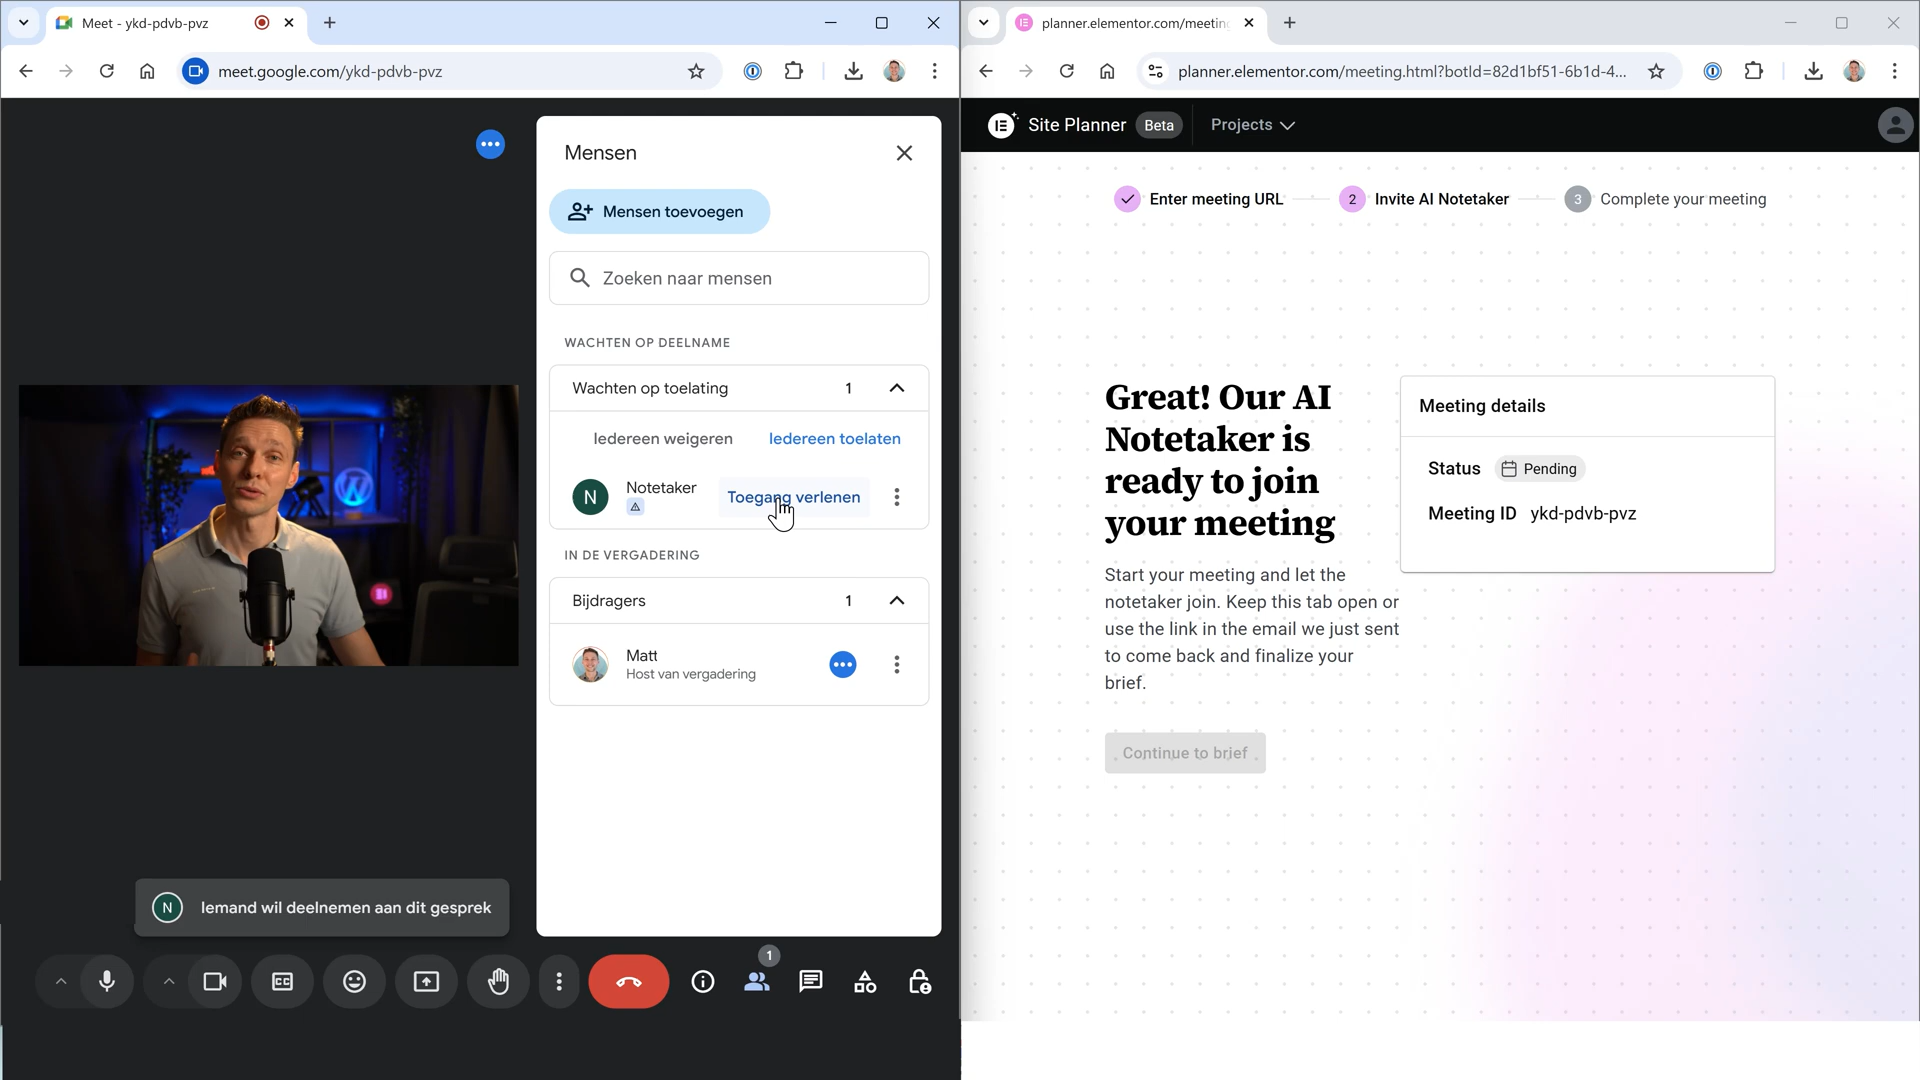 Meet - ykd-pdvb-pvz
meet.google.com/ykd-pdvb-pvz
Mensen
Mensen toevoegen
Zoeken naar mensen
WACHTEN OP DEELNAME
Wachten op toelating 1
Iedereen weigeren Iedereen toelaten
N Notetaker Toegang verlenen
IN DE VERGADERING
Bijdragers 1
Matt
Host van vergadering
N Iemand wil deelnemen aan dit gesprek
1
CC
planner.elementor.com/meetin
planner.elementor.com/meeting.html?botId=82d1bf51-6b1d-4...
Site Planner Beta Projects
Enter meeting URL 2 Invite AI Notetaker 3 Complete your meeting
Great! Our AI
Notetaker is
ready to join
your meeting
Start your meeting and let the
notetaker join. Keep this tab open or
use the link in the email we just sent
to come back and finalize your
brief.
Continue to brief
Meeting details
Status Pending
Meeting ID ykd-pdvb-pvz